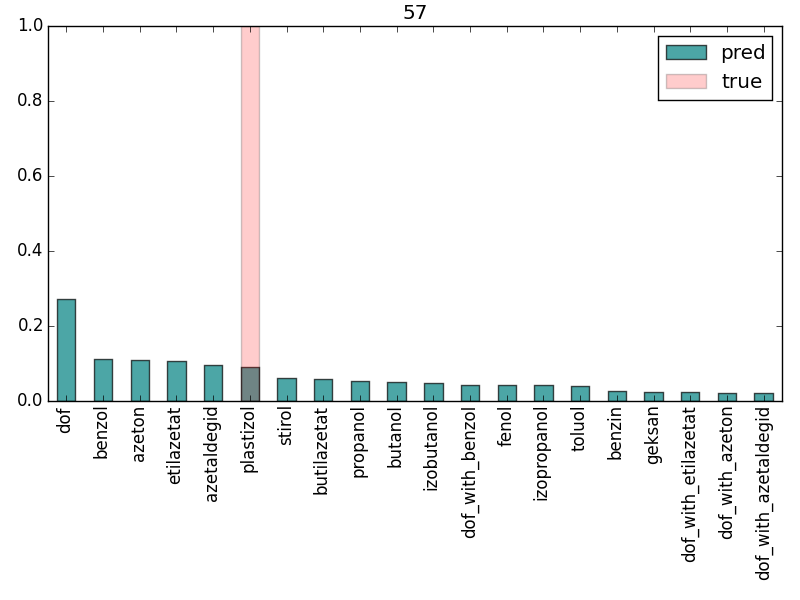 57
1.0
0.8
0.6
0.4
0.2
0.0
pred
true
dof
benzol
azeton
etilazetat
azetaldegid
plastizol
stirol
butilazetat
propanol
butanol
izobutanol
dof_with_benzol
fenol
izopropanol
toluol
benzin
geksan
dof_with_etilazetat
dof_with_azeton
dof_with_azetaldegid